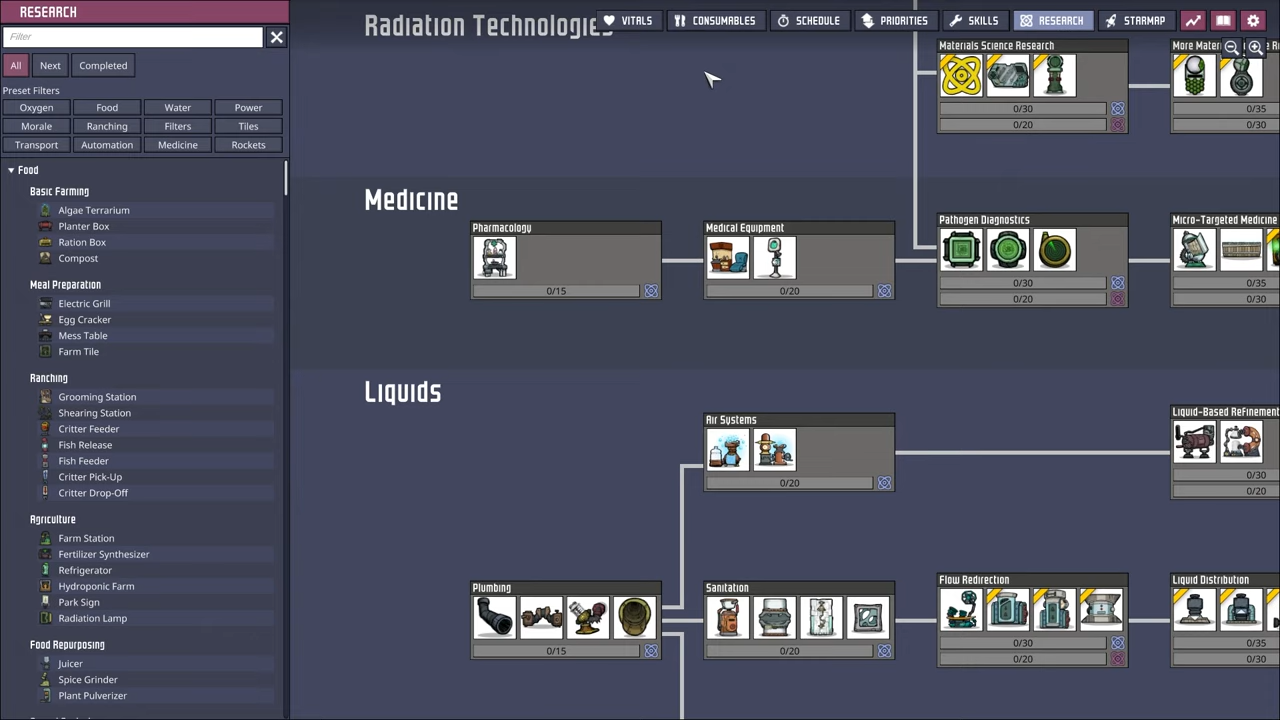 RESEARCH
Filter
All
Next
Completed
Preset Filters
Oxygen
Food
Water
Power
Morale
Ranching
Filters
Tiles
Transport
Automation
Medicine
Rockets
Food
Basic Farming
Algae Terrarium
Planter Box
Ration Box
Compost
Meal Preparation
Electric Grill
Egg Cracker
Mess Table
Farm Tile
Ranching
Grooming Station
Shearing Station
Critter Feeder
Fish Release
Fish Feeder
Critter Pick-Up
Critter Drop-Off
Agriculture
Farm Station
Fertilizer Synthesizer
Refrigerator
Hydroponic Farm
Park Sign
Radiation Lamp
Food Repurposing
Juicer
Spice Grinder
Plant Pulverizer
VITALS
CONSUMABLES
SCHEDULE
PRIORITIES
SKILLS
RESEARCH
STARMAP
Radiation Technologies
Materials Science Research
0/30
0/20
More Mater
0/35
0/30
Medicine
Pharmacology
0/15
Medical Equipment
0/20
Pathogen Diagnostics
0/30
0/20
Micro-Targeted Medicine
0/35
0/30
Liquids
Air Systems
0/20
Liquid-Based Refinement
0/30
0/20
Plumbing
0/15
Sanitation
0/20
Flow Redirection
0/30
0/20
Liquid Distribution
0/35
0/30